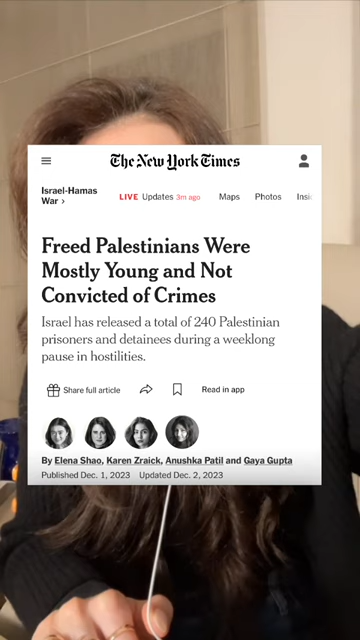 The New York Times
Israel-Hamas
War >
LIVE Updates 3m ago Maps Photos
Freed Palestinians Were
Mostly Young and Not
Convicted of Crimes
Israel has released a total of 240 Palestinian
prisoners and detainees during a weeklong
pause in hostilities.
Share full article Read in app
By Elena Shao, Karen Zraick, Anushka Patil and Gaya Gupta
Published Dec. 1, 2023 Updated Dec. 2, 2023